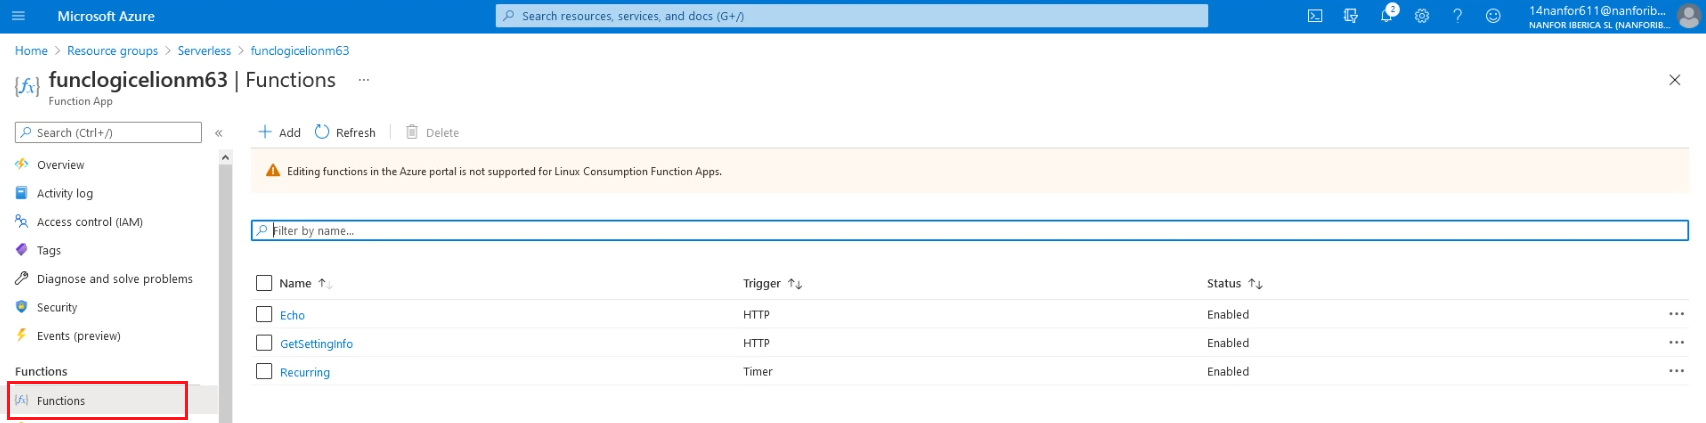 Microsoft Azure
Search resources, services, and docs (G+/)
2
14nanfor611@nanforib...
NANFOR IBERICA SL (NANFORIB...
Home > Resource groups > Serverless > funclogicelionm63
{fx} funclogicelionm63 | Functions ...
Function App
Search (Ctrl+/) «
+ Add Refresh Delete
Overview
Editing functions in the Azure portal is not supported for Linux Consumption Function Apps.
Activity log
Access control (IAM)
Filter by name...
Tags
Diagnose and solve problems
Name Trigger Status
Security
Echo HTTP Enabled ...
Events (preview)
GetSettingInfo HTTP Enabled ...
Functions
Recurring Timer Enabled ...
{fx} Functions